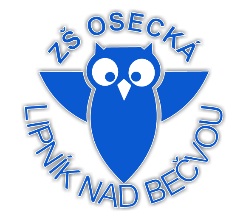 ZŠ OSECKÁ
LIPNÍK NAD BEČVOU